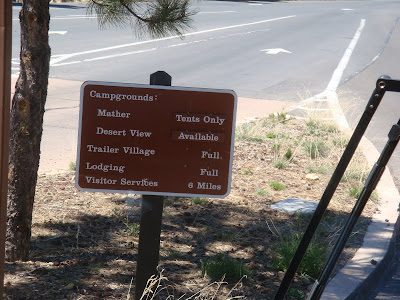 Campgrounds:
Mather Tents Only
Desert View Available
Trailer Village Full.
Lodging Full
Visitor Services 6 Miles